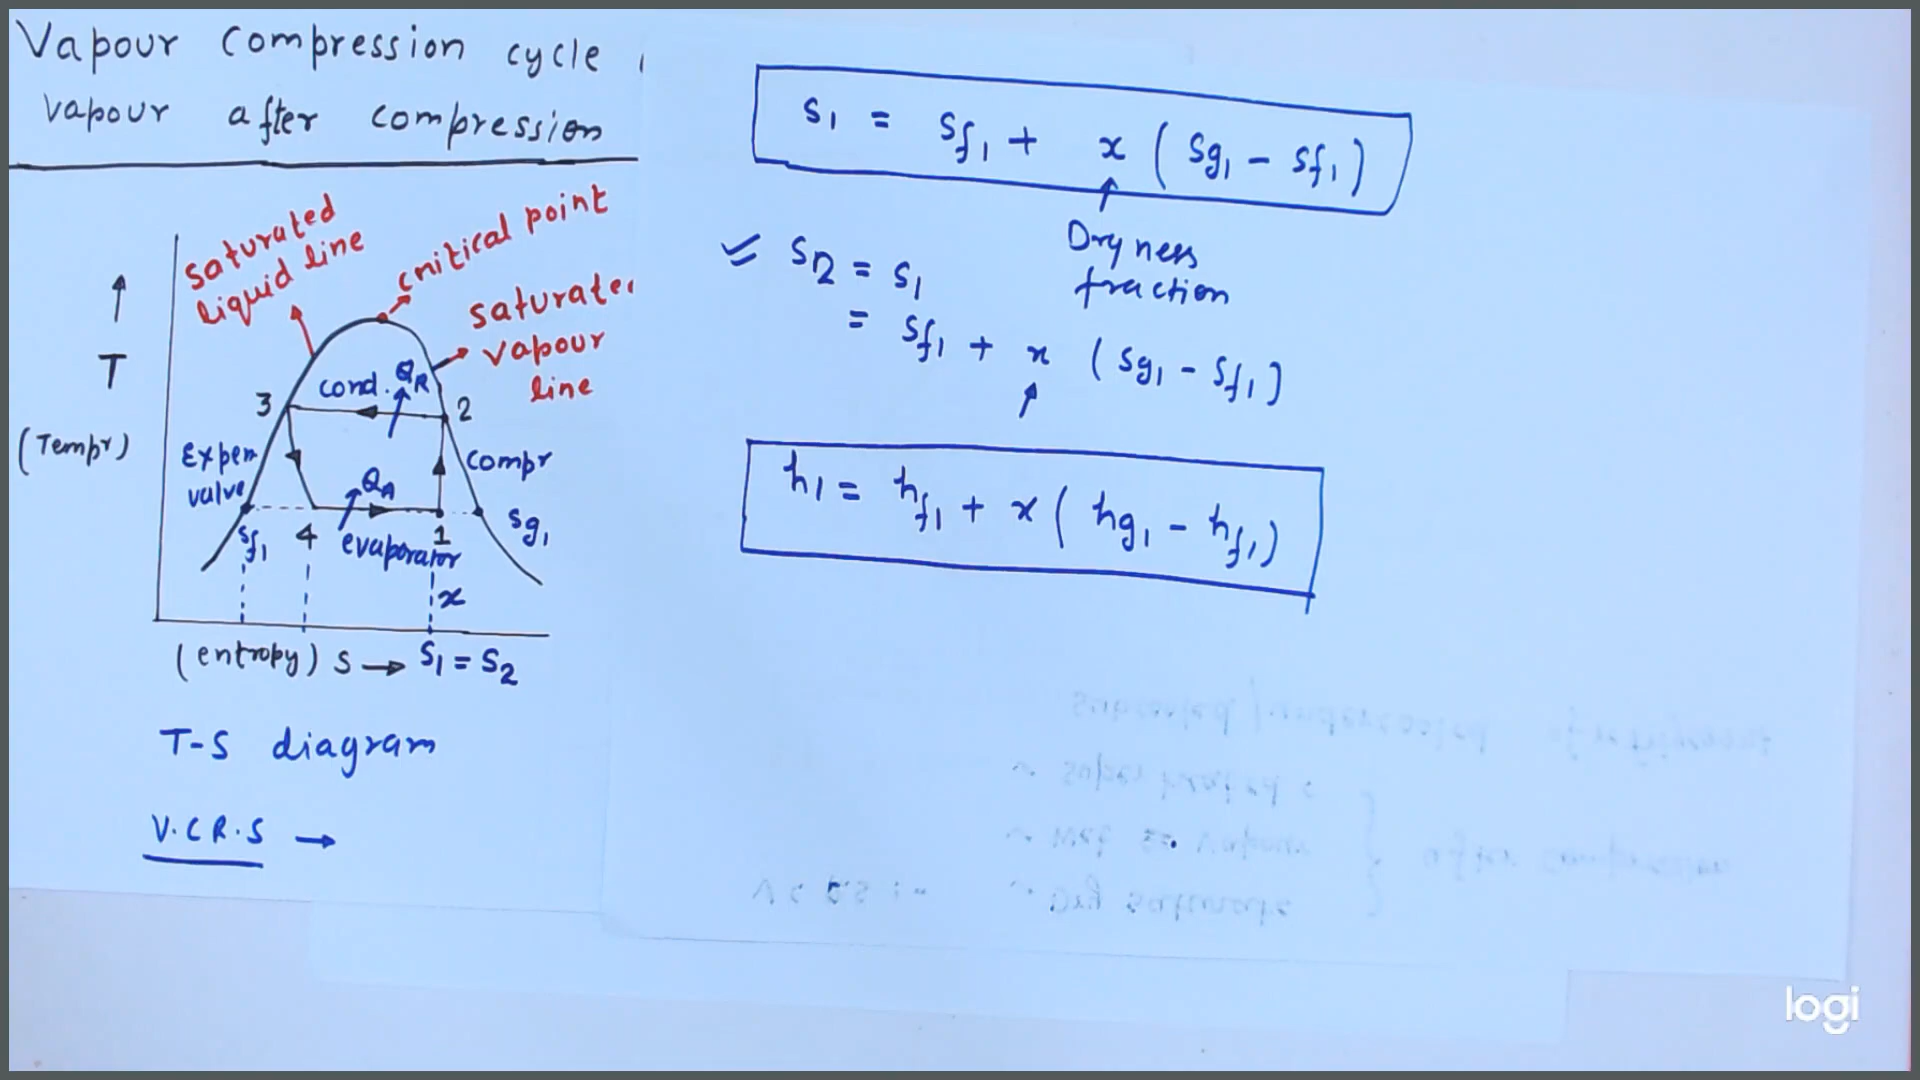 Vapour compression cycle
vapour after compression
saturated
liquid line
critical point
saturated
vapour
line
T
(Tempr)
cond. QR
3
2
Expen
valve
compr
QA
sf1
4
1
sg1
evaporator
x
(entropy) s → S1 = S2
T-S diagram
V.C.R.S →
s1 = sf1 + x (sg1 - sf1)
Dryness
fraction
s2 = s1
= sf1 + x (sg1 - sf1)
h1 = hf1 + x (hg1 - hf1)
logi